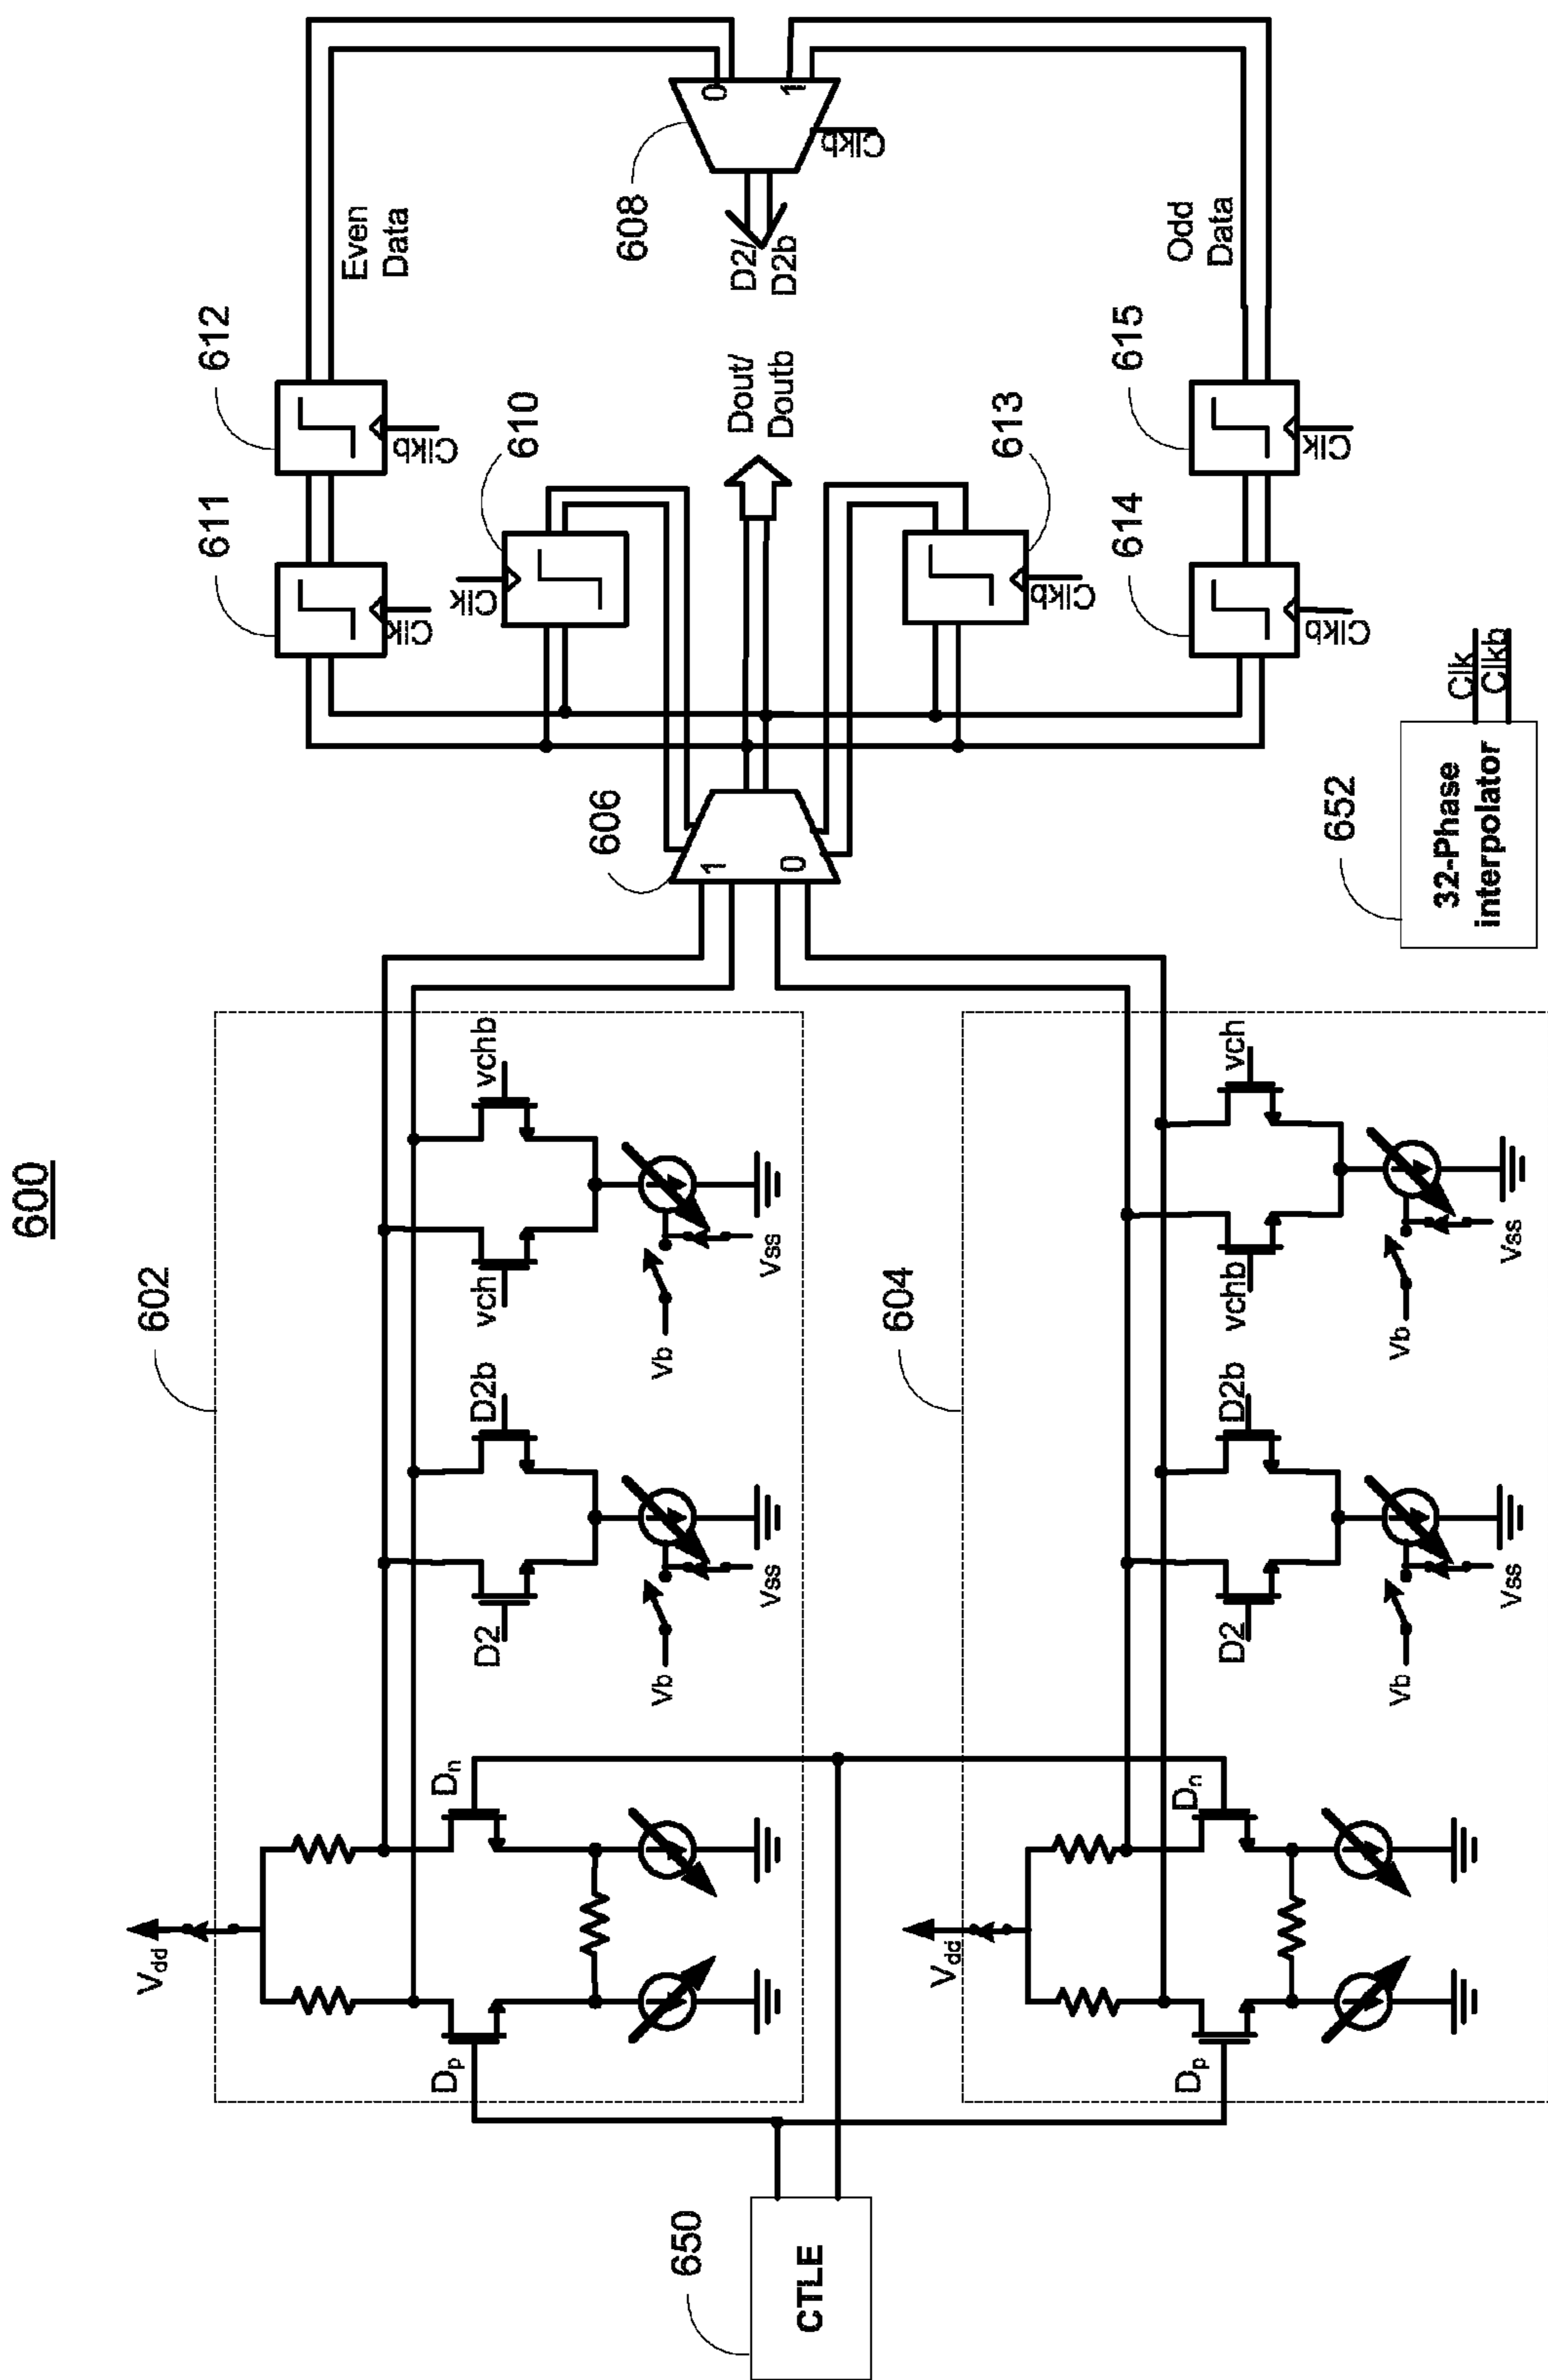 600
602
Vdd
Dp
Dn
D2
D2b
Vb
Vss
vch
vchb
Vb
Vss
604
Vdd
Dp
Dn
D2
D2b
Vb
Vss
vchb
vch
Vb
Vss
650
CTLE
606
1
0
611
Clk
612
Clkb
Even
Data
610
Clk
Dout/
Doutb
613
Clkb
614
Clkb
615
Clk
Odd
Data
608
0
1
Clkb
D2/
D2b
652
32-Phase
interpolator
Clk
Clkb